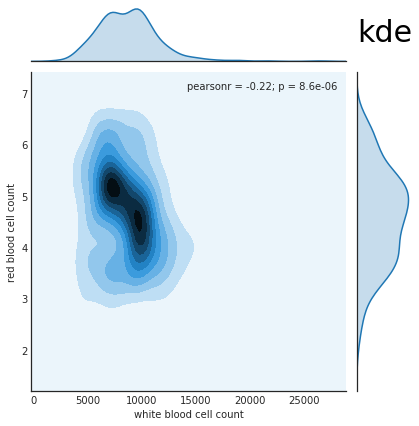 kde
pearsonr = -0.22; p = 8.6e-06
7
6
5
4
3
2
red blood cell count
0 5000 10000 15000 20000 25000
white blood cell count